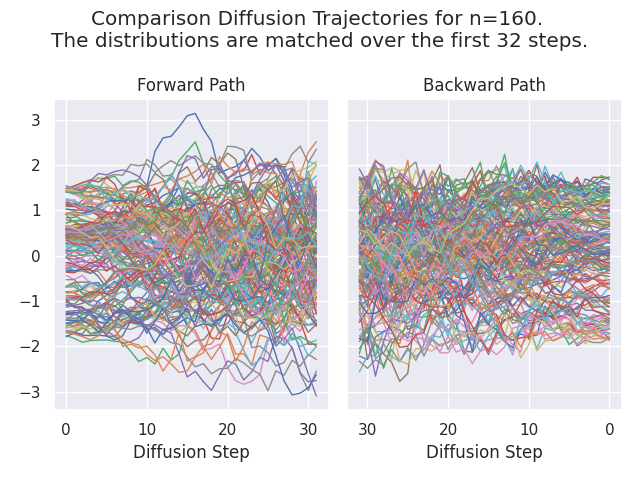 Comparison Diffusion Trajectories for n=160.
The distributions are matched over the first 32 steps.
Forward Path
Backward Path
3
2
1
0
−1
−2
−3
0 10 20 30
30 20 10 0
Diffusion Step
Diffusion Step